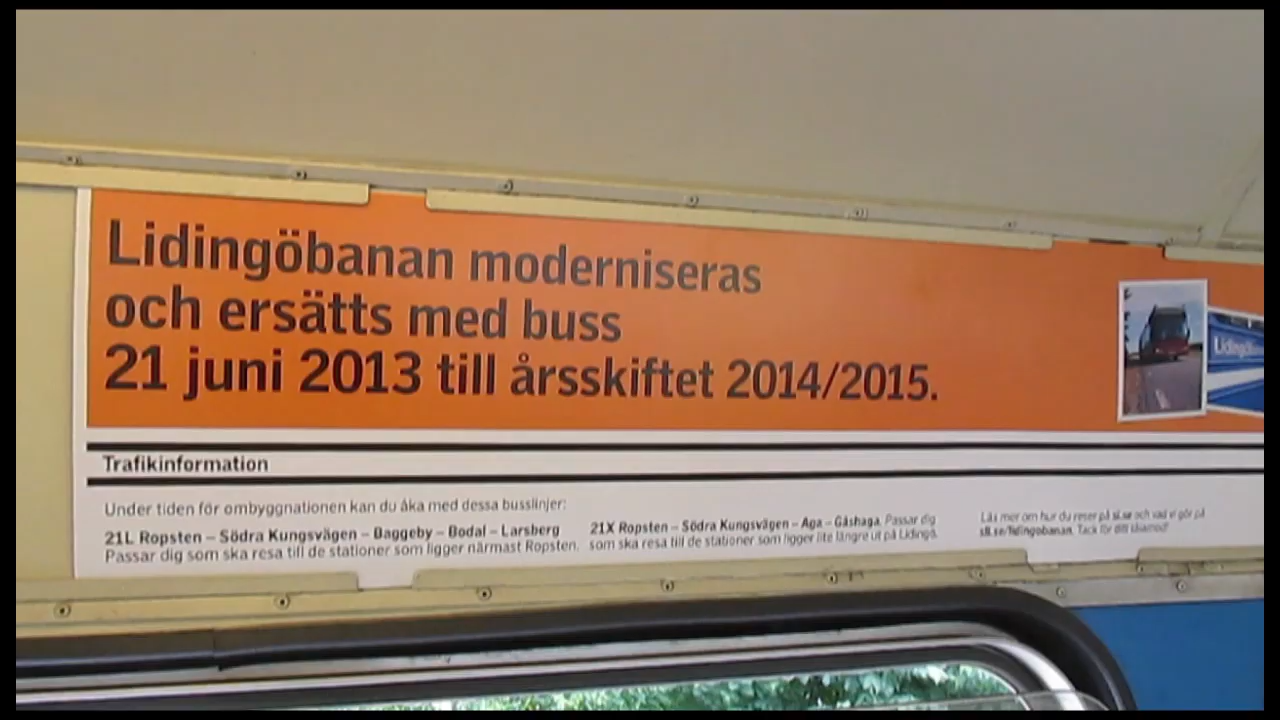 Lidingöbanan moderniseras
och ersätts med buss
21 juni 2013 till årsskiftet 2014/2015.
Trafikinformation
Under tiden för ombyggnationen kan du åka med dessa busslinjer:
21L Ropsten – Södra Kungsvägen – Baggeby – Bodal – Larsberg
Passar dig som ska resa till de stationer som ligger närmast Ropsten.
21X Ropsten – Södra Kungsvägen – Aga – Gåshaga. Passar dig
som ska resa till de stationer som ligger lite längre ut på Lidingö.
Läs mer om hur du reser på sl.se och vad vi gör på
sll.se/lidingobanan. Tack för ditt tålamod!
Lidingö